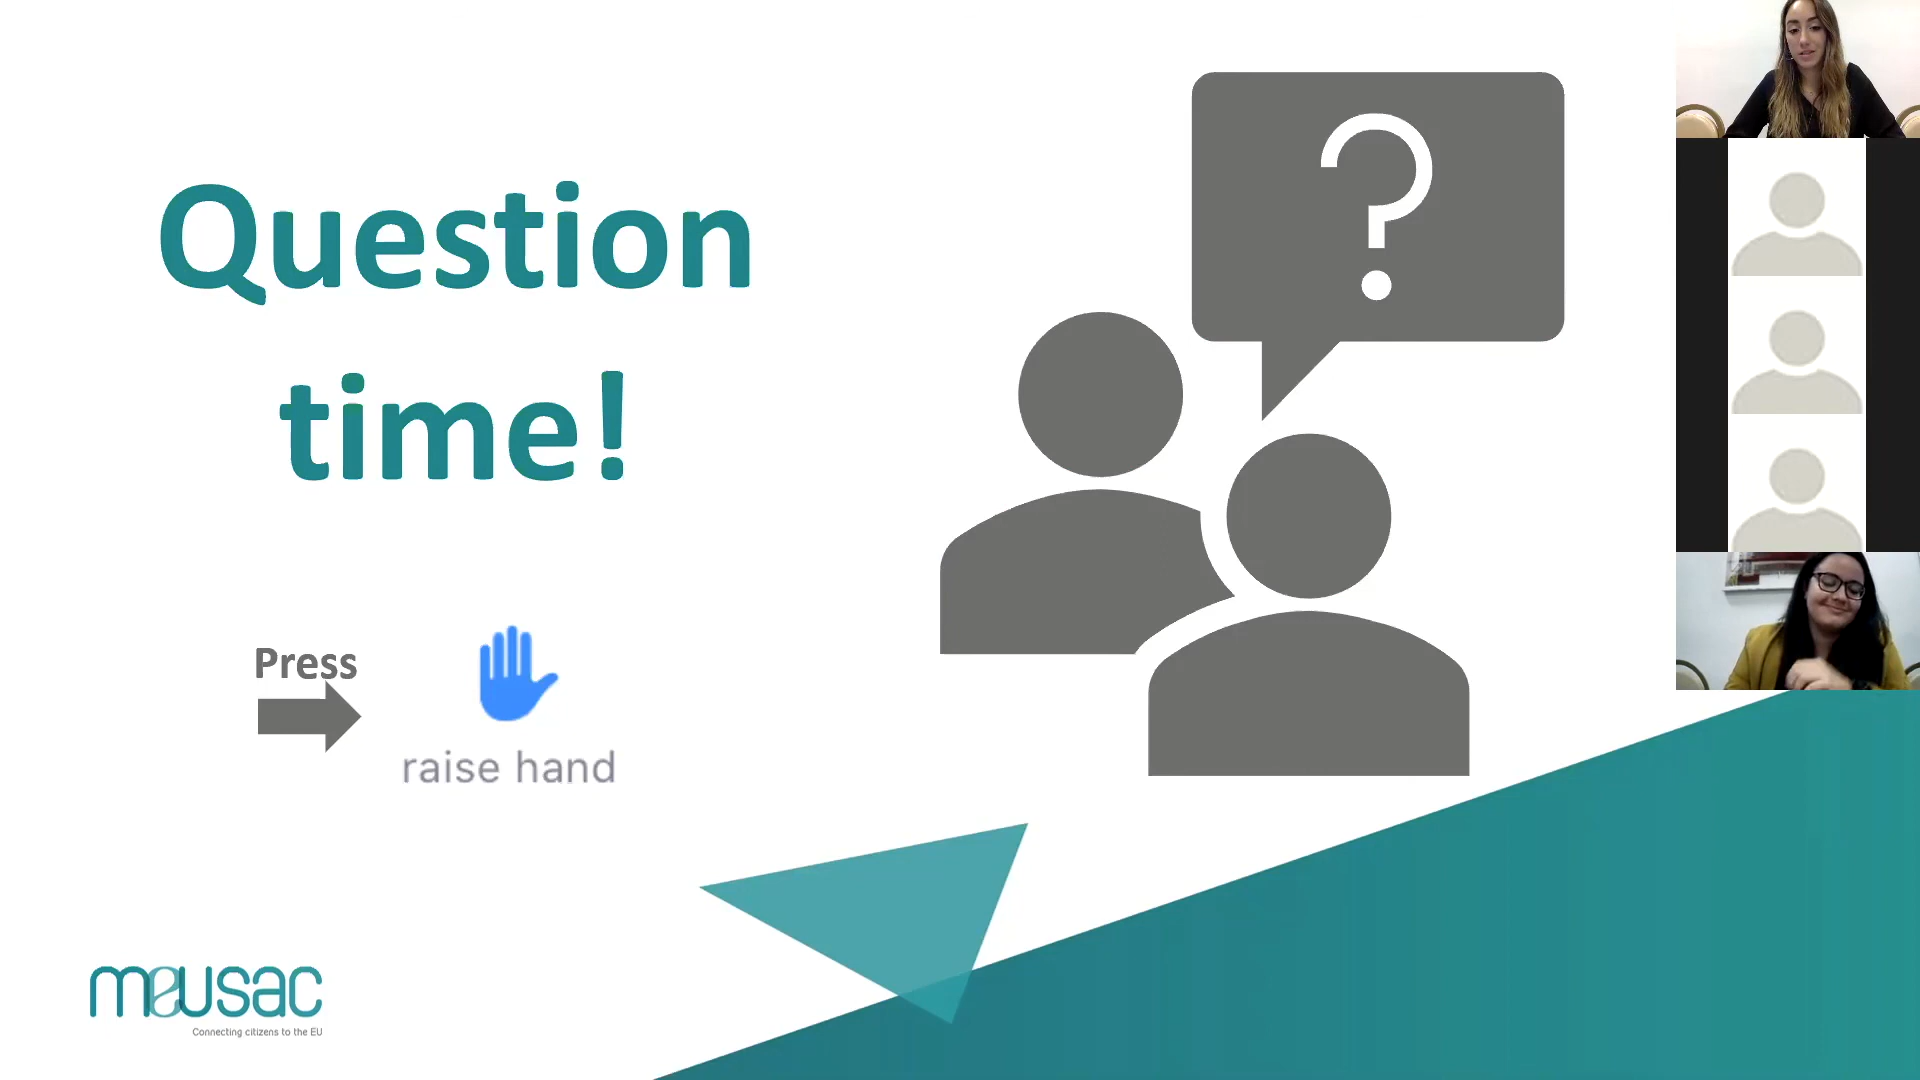 Question
time!
Press
raise hand
meusac
Connecting citizens to the EU